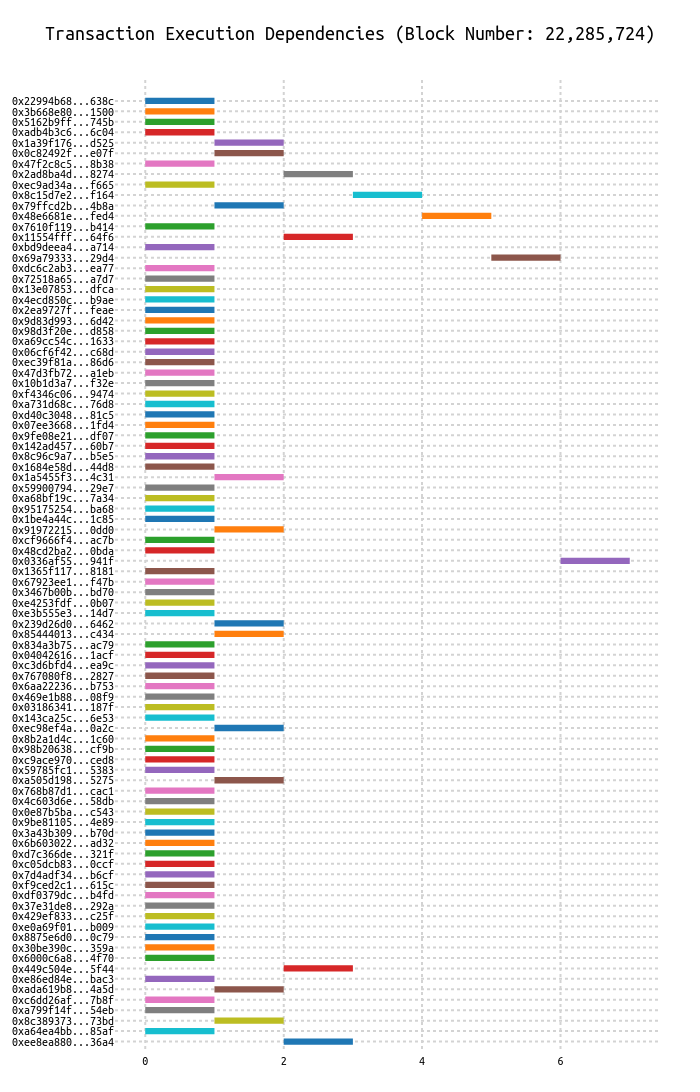 Transaction Execution Dependencies (Block Number: 22,285,724)
0x22994b68...638c
0x3b668e80...1500
0x5162b9ff...745b
0xadb4b3c6...6c04
0x1a39f176...d525
0x0c82492f...e07f
0x47f2c8c5...8b38
0x2ad8ba4d...8274
0xec9ad34a...f665
0x8c15d7e2...f164
0x79ffcd2b...4b8a
0x48e6681e...fed4
0x7610f119...b414
0x11554fff...64f6
0xbd9deea4...a714
0x69a79333...29d4
0xdc6c2ab3...ea77
0x72518a65...a7d7
0x13e07853...dfca
0x4ecd850c...b9ae
0x2ea9727f...feae
0x9d83d993...6d42
0x98d3f20e...d858
0xa69cc54c...1633
0x06cf6f42...c68d
0xec39f81a...86d6
0x47d3fb72...a1eb
0x10b1d3a7...f32e
0xf4346c06...9474
0xa731d68c...76d8
0xd40c3048...81c5
0x07ee3668...1fd4
0x9fe08e21...df07
0x142ad457...60b7
0x8c96c9a7...b5e5
0x1684e58d...44d8
0x1a5455f3...4c31
0x59900794...29e7
0xa68bf19c...7a34
0x95175254...ba68
0x1be4a44c...1c85
0x91972215...0dd0
0xcf9666f4...ac7b
0x48cd2ba2...0bda
0x0336af55...941f
0x1365f117...8181
0x67923ee1...f47b
0x3467b00b...bd70
0xe4253fdf...0b07
0xe3b555e3...14d7
0x239d26d0...6462
0x85444013...c434
0x834a3b75...ac79
0x04042616...1acf
0xc3d6bfd4...ea9c
0x767080f8...2827
0x6aa22236...b753
0x469e1b88...08f9
0x03186341...187f
0x143ca25c...6e53
0xec98ef4a...0a2c
0x8b2a1d4c...1c60
0x98b20638...cf9b
0xc9ace970...ced8
0x59785fc1...5383
0xa505d198...5275
0x768b87d1...cac1
0x4c603d6e...58db
0x0e87b5ba...c543
0x9be81105...4e89
0x3a43b309...b70d
0x6b603022...ad32
0xd7c366de...321f
0xc05dcb83...0ccf
0x7d4adf34...b6cf
0xf9ced2c1...615c
0xdf0379dc...b4fd
0x37e31de8...292a
0x429ef833...c25f
0xe0a69f01...b009
0x8875e6d0...0c79
0x30be390c...359a
0x6000c6a8...4f70
0x449c504e...5f44
0xe86ed84e...bac3
0xada619b8...4a5d
0xc6dd26af...7b8f
0xa799f14f...54eb
0x8c389373...73bd
0xa64ea4bb...85af
0xee8ea880...36a4
0 2 4 6